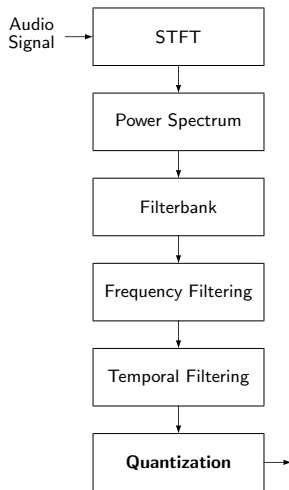 Audio
Signal
STFT
Power Spectrum
Filterbank
Frequency Filtering
Temporal Filtering
Quantization